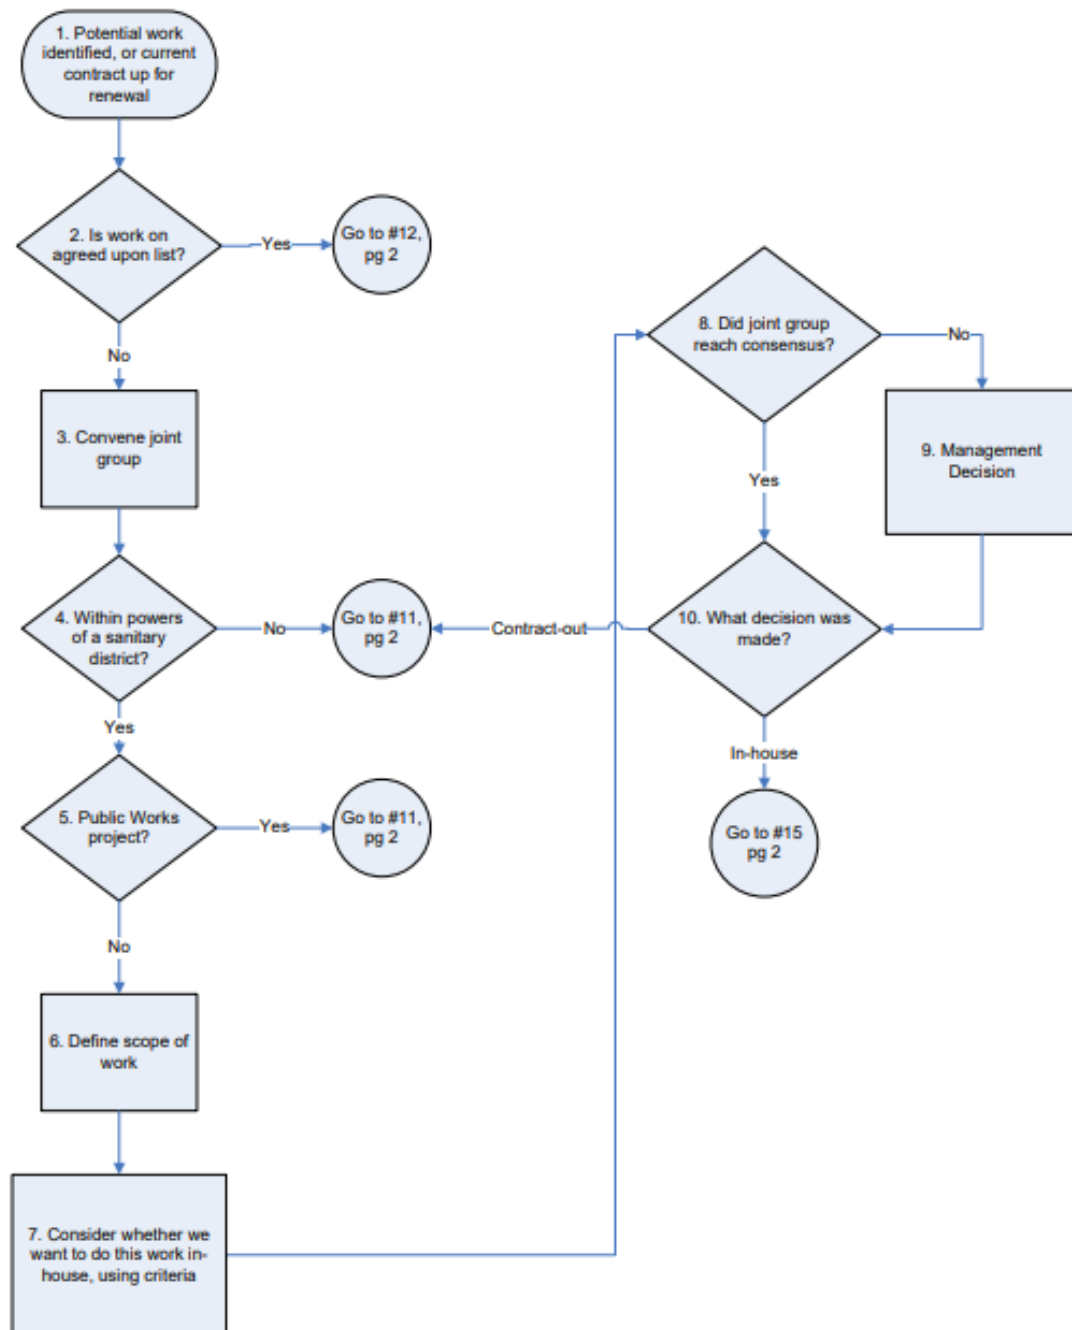 1. Potential work
identified, or current
contract up for
renewal
2. Is work on
agreed upon list?
Yes
Go to #12,
pg 2
No
3. Convene joint
group
4. Within powers
of a sanitary
district?
No
Go to #11,
pg 2
Yes
5. Public Works
project?
Yes
Go to #11,
pg 2
No
6. Define scope of
work
7. Consider whether we
want to do this work in-
house, using criteria
8. Did joint group
reach consensus?
No
9. Management
Decision
Yes
10. What decision was
made?
Contract-out
In-house
Go to #15
pg 2